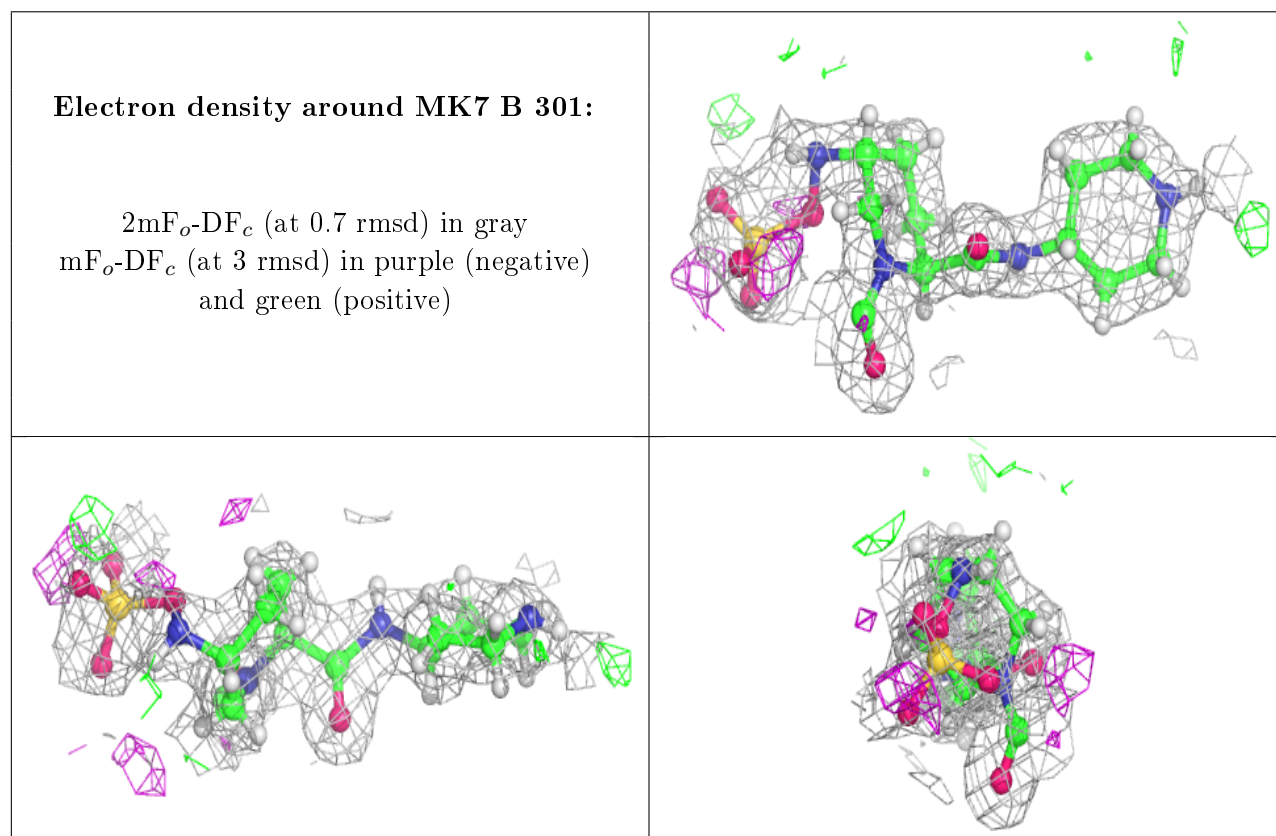 Electron density around MK7 B 301:
2mFₒ-DF𝒸 (at 0.7 rmsd) in gray
mFₒ-DF𝒸 (at 3 rmsd) in purple (negative)
and green (positive)